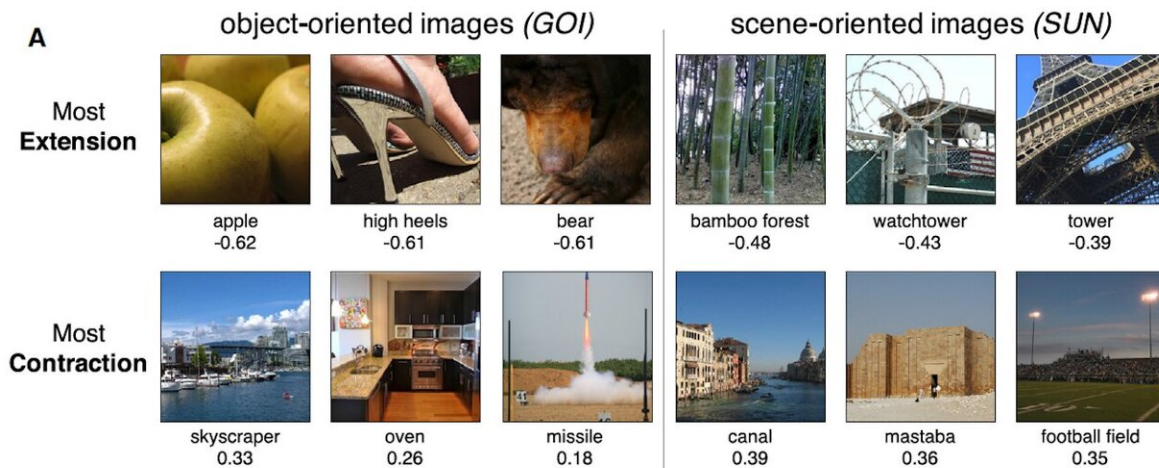 A
object-oriented images (GOI)
scene-oriented images (SUN)
Most
Extension
apple
-0.62
high heels
-0.61
bear
-0.61
bamboo forest
-0.48
watchtower
-0.43
tower
-0.39
Most
Contraction
skyscraper
0.33
oven
0.26
missile
0.18
canal
0.39
mastaba
0.36
football field
0.35